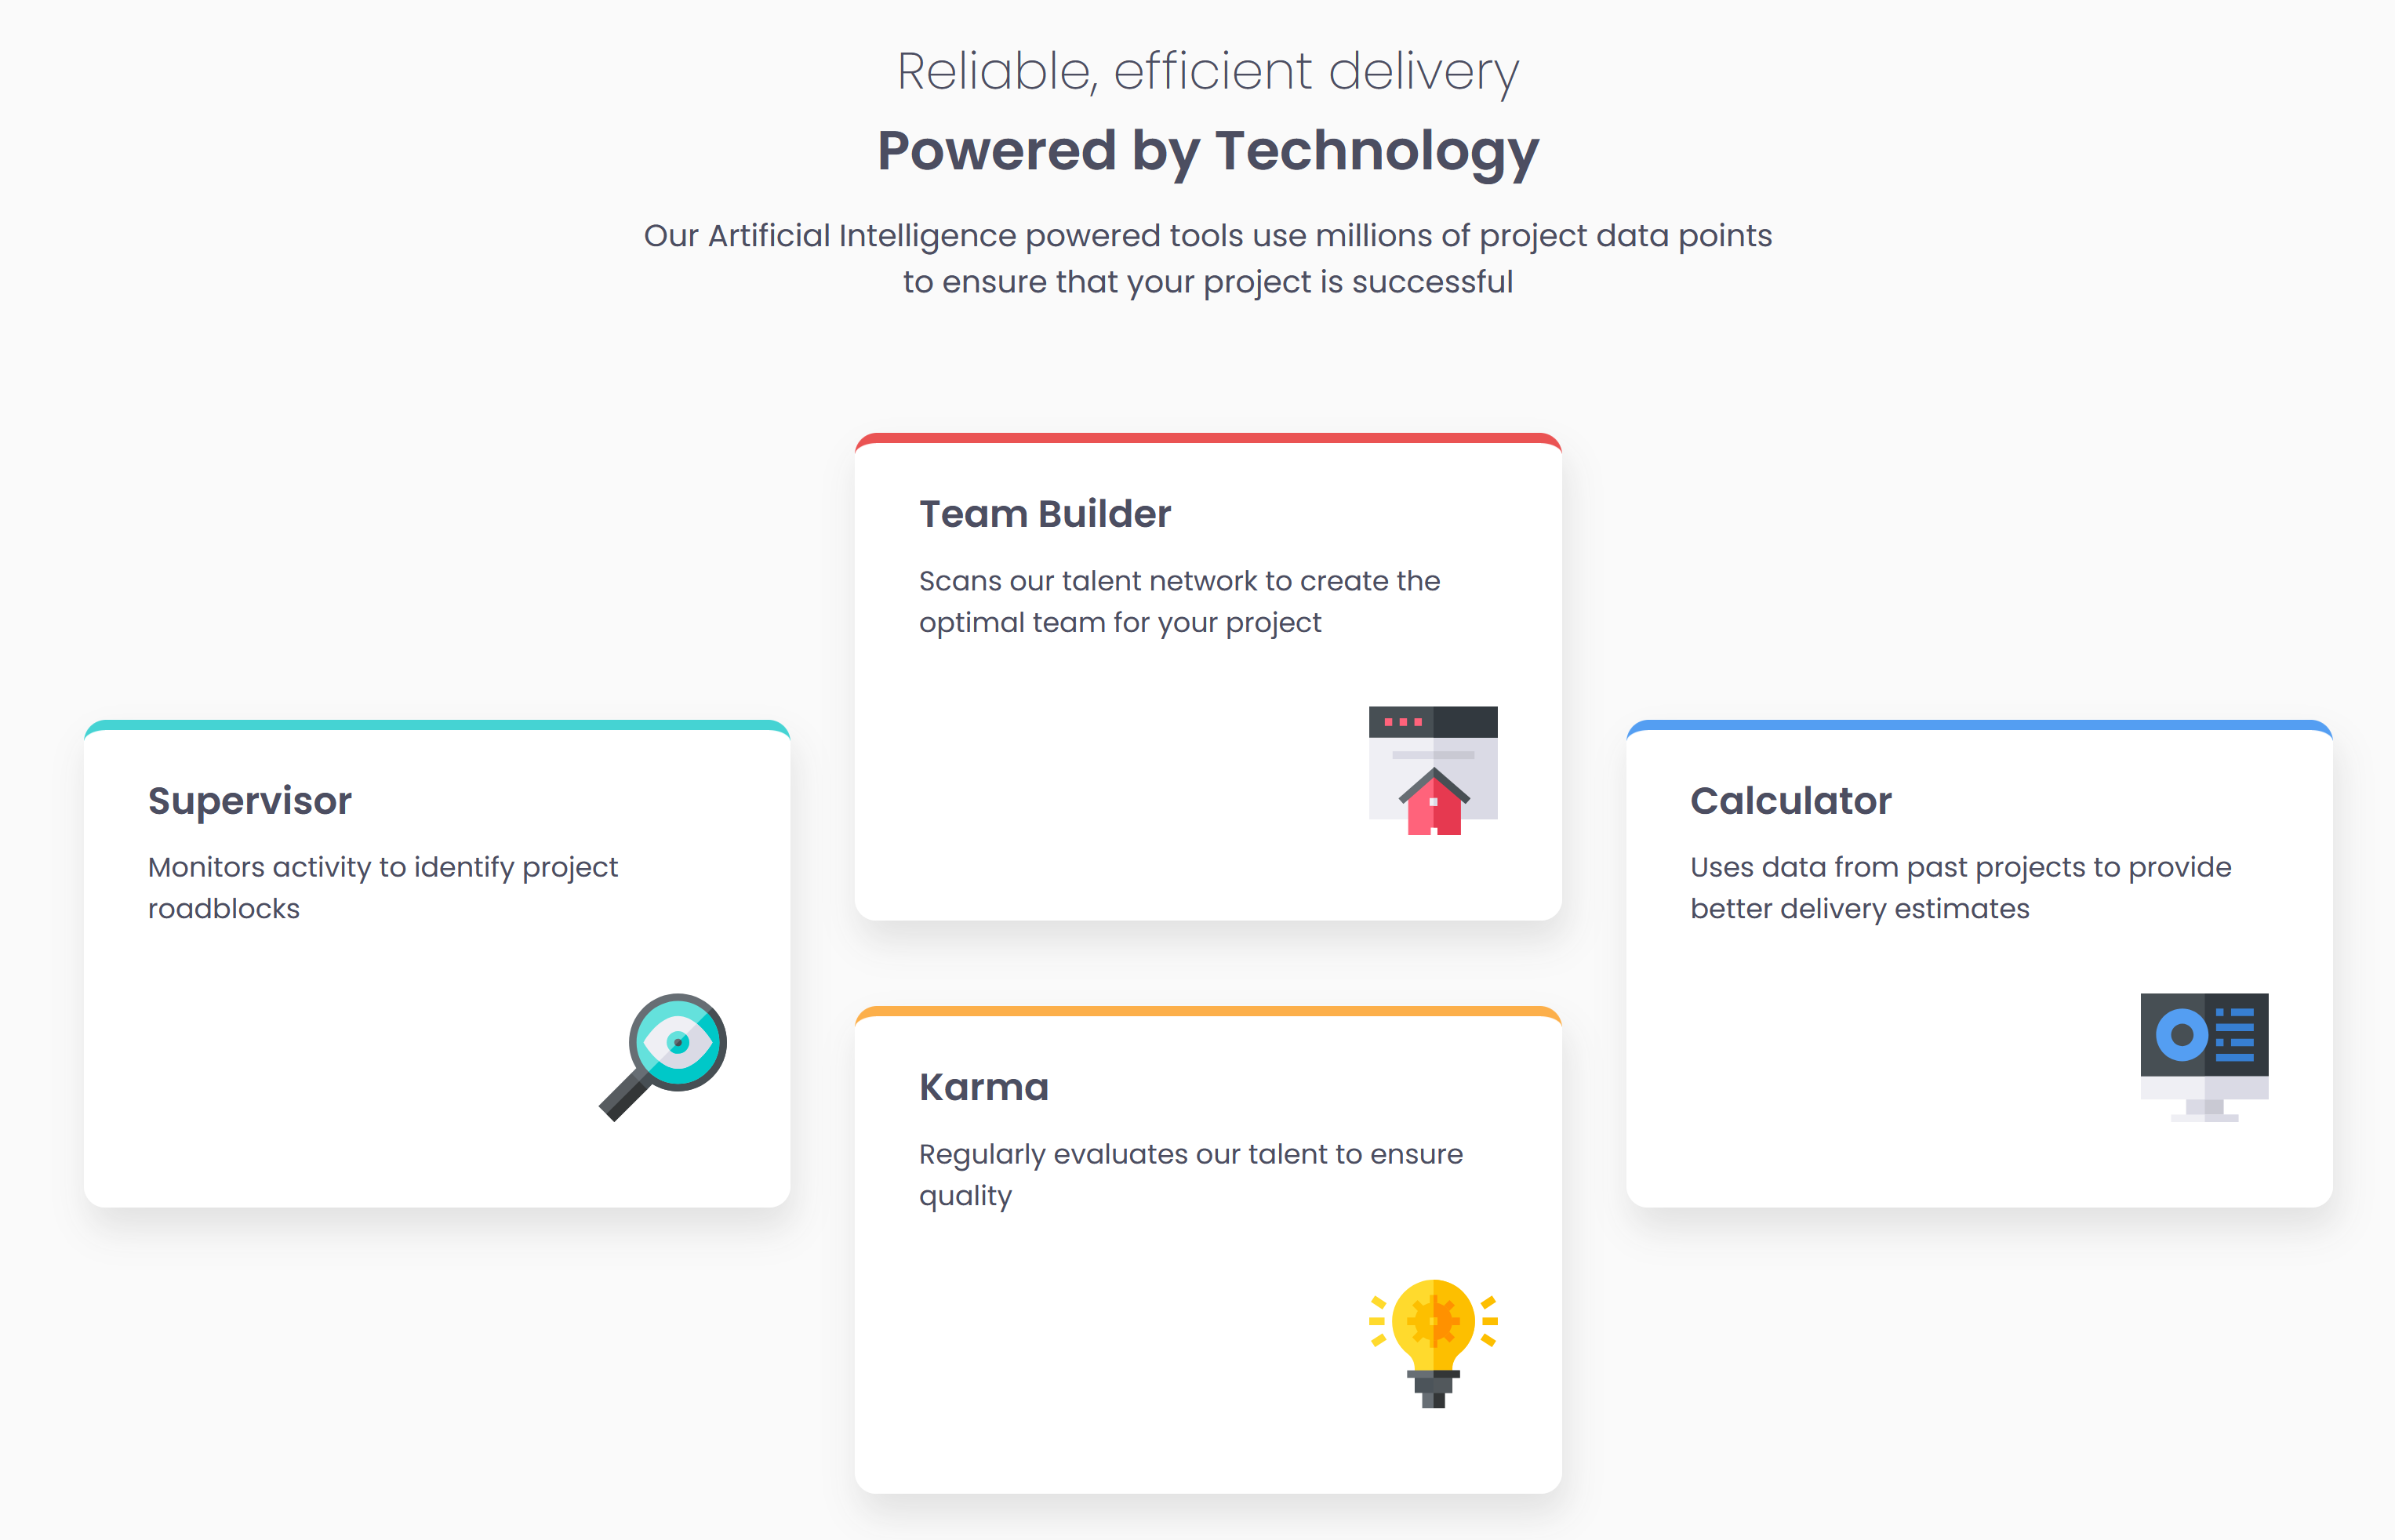 Reliable, efficient delivery
Powered by Technology
Our Artificial Intelligence powered tools use millions of project data points
to ensure that your project is successful
Supervisor
Monitors activity to identify project
roadblocks
Team Builder
Scans our talent network to create the
optimal team for your project
Karma
Regularly evaluates our talent to ensure
quality
Calculator
Uses data from past projects to provide
better delivery estimates